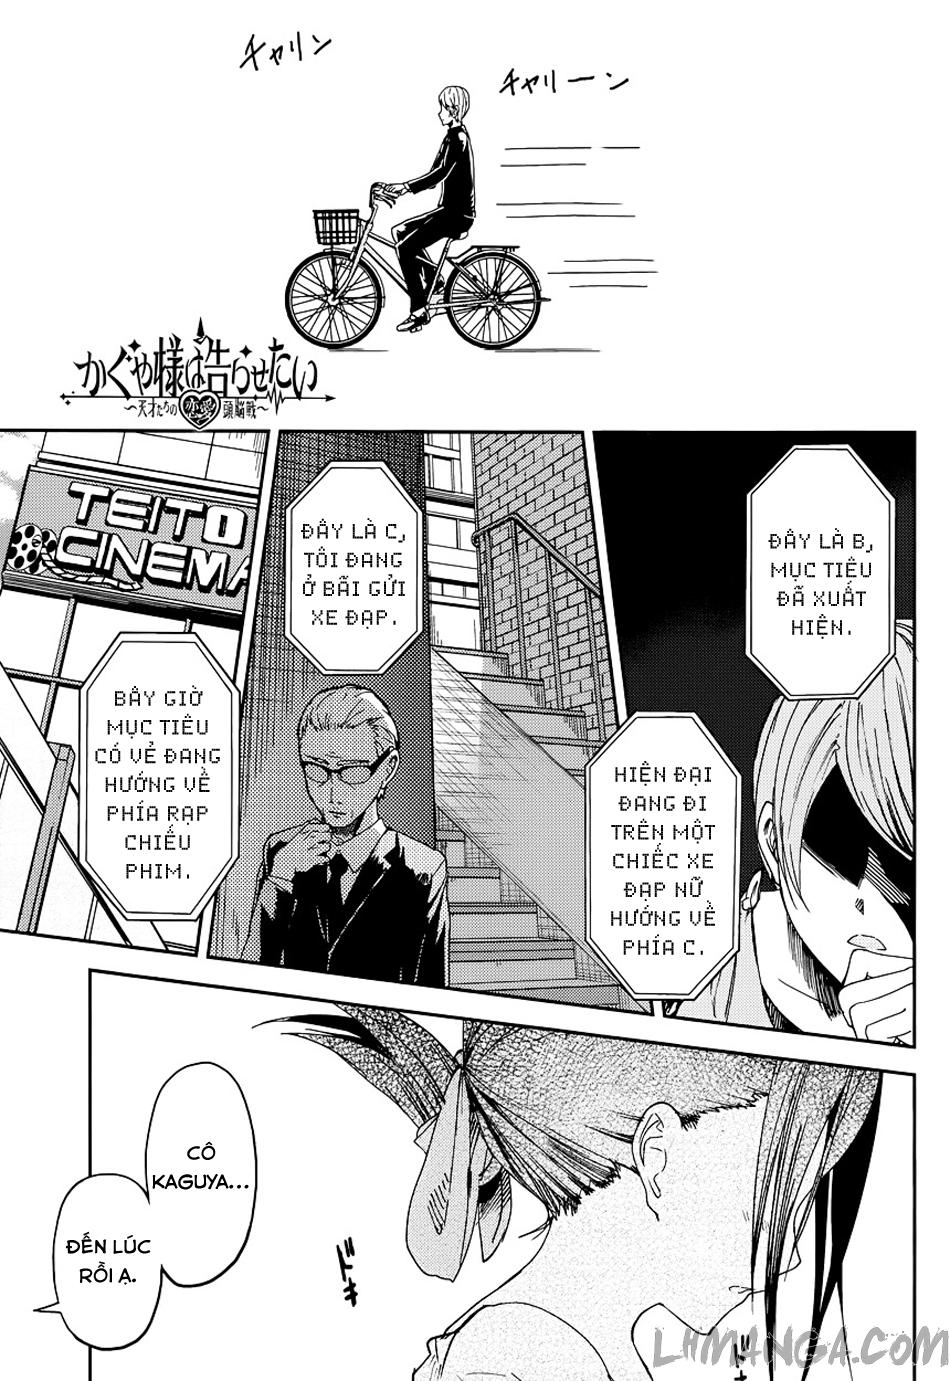 チャリン
チャリーン
かぐや様は告らせたい
～天才たちの恋愛頭脳戦～
ĐÂY LÀ B,
MỤC TIÊU
ĐÃ XUẤT
HIỆN.
HIỆN ĐẠI
ĐANG ĐI
TRÊN MỘT
CHIẾC XE
ĐẠP NỮ
HƯỚNG VỀ
PHÍA C.
ĐÂY LÀ C,
TÔI ĐANG
Ở BÃI GỬI
XE ĐẠP.
TEITO
CINEMA
BÂY GIỜ
MỤC TIÊU
CÓ VẺ ĐANG
HƯỚNG VỀ
PHÍA RẠP
CHIẾU
PHIM.
CÔ
KAGUYA...
ĐẾN LÚC
RỒI Ạ.
ドキ
ドキ
LHMANGA.COM